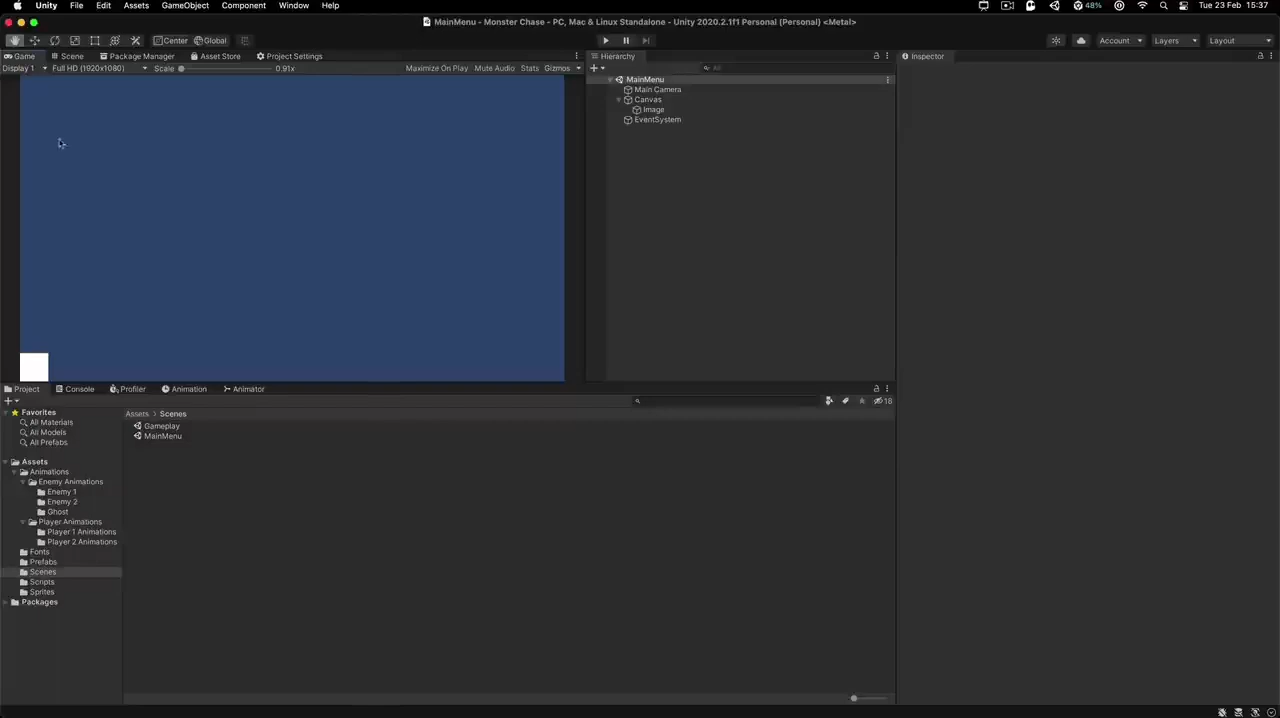 Unity File Edit Assets GameObject Component Window Help 48% Tue 23 Feb 15:37
MainMenu - Monster Chase - PC, Mac & Linux Standalone - Unity 2020.2.1f1 Personal (Personal) <Metal>
Center Global Account Layers Layout
Game Scene Package Manager Asset Store Project Settings Hierarchy Inspector
Display 1 Full HD (1920x1080) Scale 0.91x Maximize On Play Mute Audio Stats Gizmos All
MainMenu
Main Camera
Canvas
Image
EventSystem
Project Console Profiler Animation Animator
18
Favorites
All Materials
All Models
All Prefabs
Assets > Scenes
Gameplay
MainMenu
Assets
Animations
Enemy Animations
Enemy 1
Enemy 2
Ghost
Player Animations
Player 1 Animations
Player 2 Animations
Fonts
Prefabs
Scenes
Scripts
Sprites
Packages